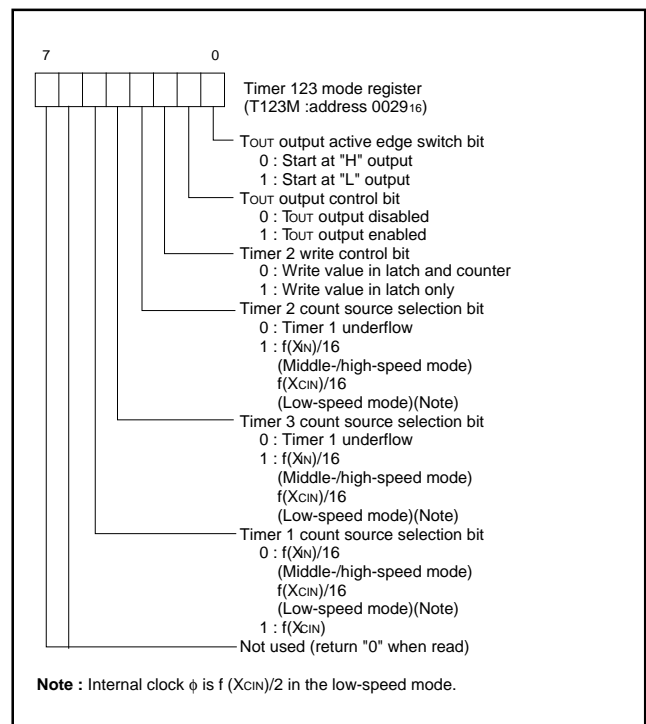 7 0
Timer 123 mode register
(T123M :address 002916)
TOUT output active edge switch bit
0 : Start at "H" output
1 : Start at "L" output
TOUT output control bit
0 : TOUT output disabled
1 : TOUT output enabled
Timer 2 write control bit
0 : Write value in latch and counter
1 : Write value in latch only
Timer 2 count source selection bit
0 : Timer 1 underflow
1 : f(XIN)/16
(Middle-/high-speed mode)
f(XCIN)/16
(Low-speed mode)(Note)
Timer 3 count source selection bit
0 : Timer 1 underflow
1 : f(XIN)/16
(Middle-/high-speed mode)
f(XCIN)/16
(Low-speed mode)(Note)
Timer 1 count source selection bit
0 : f(XIN)/16
(Middle-/high-speed mode)
f(XCIN)/16
(Low-speed mode)(Note)
1 : f(XCIN)
Not used (return "0" when read)
Note : Internal clock ϕ is f (XCIN)/2 in the low-speed mode.